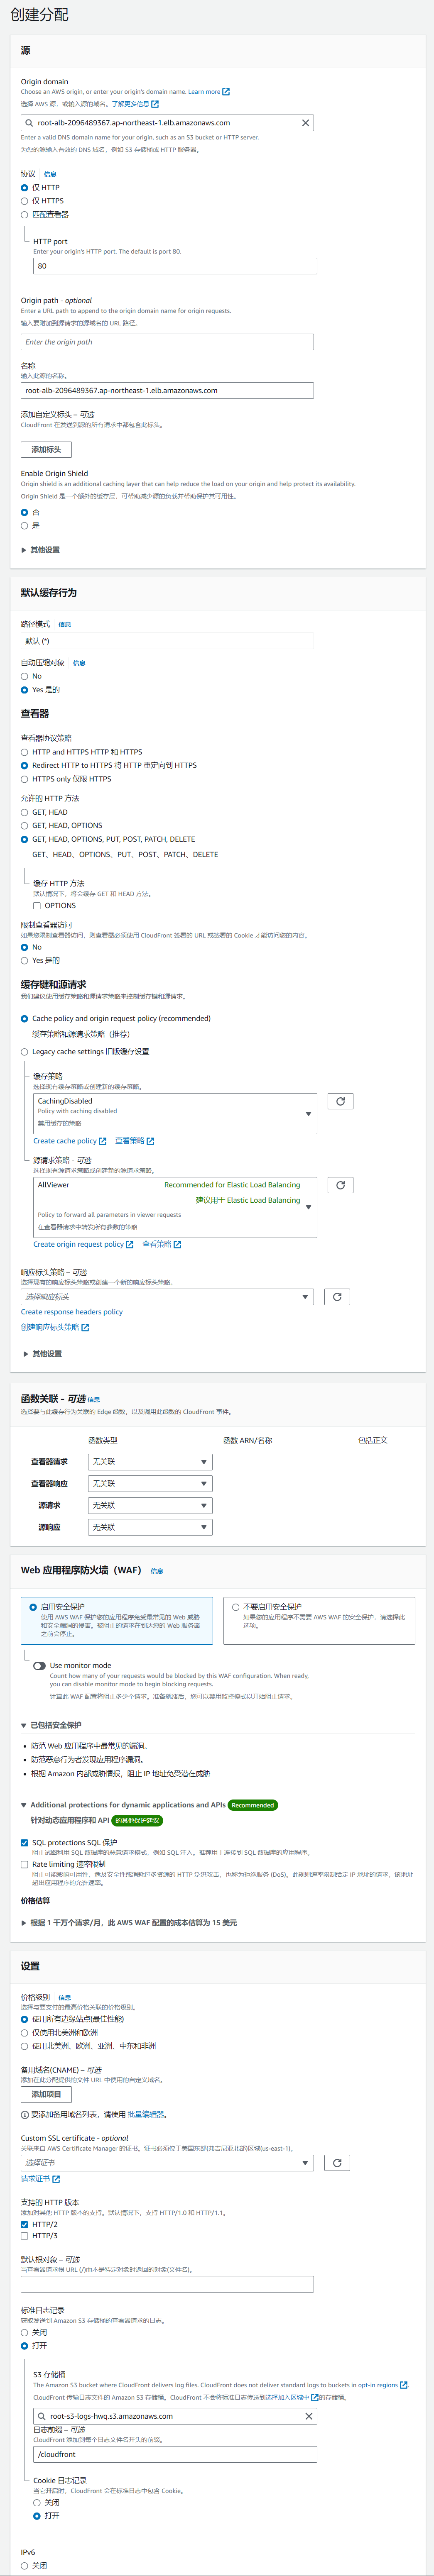 创建分配
源
Origin domain
Choose an AWS origin, or enter your origin's domain name. Learn more
选择 AWS 源，或输入源的域名。了解更多信息
root-alb-2096489367.ap-northeast-1.elb.amazonaws.com
Enter a valid DNS domain name for your origin, such as an S3 bucket or HTTP server.
为您的源输入有效的 DNS 域名，例如 S3 存储桶或 HTTP 服务器。
协议 信息
仅 HTTP
仅 HTTPS
匹配查看器
HTTP port
Enter your origin's HTTP port. The default is port 80.
80
Origin path - optional
Enter a URL path to append to the origin domain name for origin requests.
输入要附加到源请求的源域名的 URL 路径。
Enter the origin path
名称
输入此源的名称。
root-alb-2096489367.ap-northeast-1.elb.amazonaws.com
添加自定义标头 – 可选
CloudFront 在发送到源的所有请求中都包含此标头。
添加标头
Enable Origin Shield
Origin shield is an additional caching layer that can help reduce the load on your origin and help protect its availability.
Origin Shield 是一个额外的缓存层，可帮助减少源的负载并帮助保护其可用性。
否
是
其他设置
默认缓存行为
路径模式 信息
默认 (*)
自动压缩对象 信息
No
Yes 是的
查看器
查看器协议策略
HTTP and HTTPS HTTP 和 HTTPS
Redirect HTTP to HTTPS 将 HTTP 重定向到 HTTPS
HTTPS only 仅限 HTTPS
允许的 HTTP 方法
GET, HEAD
GET, HEAD, OPTIONS
GET, HEAD, OPTIONS, PUT, POST, PATCH, DELETE
GET、HEAD、OPTIONS、PUT、POST、PATCH、DELETE
缓存 HTTP 方法
默认情况下，将会缓存 GET 和 HEAD 方法。
OPTIONS
限制查看器访问
如果您限制查看器访问，则查看器必须使用 CloudFront 签署的 URL 或签署的 Cookie 才能访问您的内容。
No
Yes 是的
缓存键和源请求
我们建议使用缓存策略和源请求策略来控制缓存键和源请求。
Cache policy and origin request policy (recommended)
缓存策略和源请求策略（推荐）
Legacy cache settings 旧版缓存设置
缓存策略
选择现有缓存策略或创建新的缓存策略。
CachingDisabled
Policy with caching disabled
禁用缓存的策略
Create cache policy 查看策略
源请求策略 - 可选
选择现有源请求策略或创建新的源请求策略。
AllViewer Recommended for Elastic Load Balancing
建议用于 Elastic Load Balancing
Policy to forward all parameters in viewer requests
在查看器请求中转发所有参数的策略
Create origin request policy 查看策略
响应标头策略 – 可选
选择现有的响应标头策略或创建一个新的响应标头策略。
选择响应标头
Create response headers policy
创建响应标头策略
其他设置
函数关联 - 可选 信息
选择要与此缓存行为关联的 Edge 函数，以及调用此函数的 CloudFront 事件。
函数类型 函数 ARN/名称 包括正文
查看器请求 无关联
查看器响应 无关联
源请求 无关联
源响应 无关联
Web 应用程序防火墙（WAF） 信息
启用安全保护
使用 AWS WAF 保护您的应用程序免受最常见的 Web 威胁
和安全漏洞的侵害。被阻止的请求在到达您的 Web 服务器
之前会停止。
不要启用安全保护
如果您的应用程序不需要 AWS WAF 的安全保护，请选择此
选项。
Use monitor mode
Count how many of your requests would be blocked by this WAF configuration. When ready,
you can disable monitor mode to begin blocking requests.
计算此 WAF 配置将阻止多少个请求。准备就绪后，您可以禁用监控模式以开始阻止请求。
已包括安全保护
防范 Web 应用程序中最常见的漏洞。
防范恶意行为者发现应用程序漏洞。
根据 Amazon 内部威胁情报，阻止 IP 地址免受潜在威胁
Additional protections for dynamic applications and APIs Recommended
针对动态应用程序和 API 的其他保护建议
SQL protections SQL 保护
阻止试图利用 SQL 数据库的恶意请求模式，例如 SQL 注入。推荐用于连接到 SQL 数据库的应用程序。
Rate limiting 速率限制
阻止可能影响可用性、危及安全性或消耗过多资源的 HTTP 泛洪攻击，也称为拒绝服务 (DoS)。此规则速率限制给定 IP 地址的请求，该地址
超出应用程序的允许速率。
价格估算
根据 1 千万个请求/月，此 AWS WAF 配置的成本估算为 15 美元
设置
价格级别 信息
选择与要支付的最高价格关联的价格级别。
使用所有边缘站点(最佳性能)
仅使用北美洲和欧洲
使用北美洲、欧洲、亚洲、中东和非洲
备用域名(CNAME) – 可选
添加在此分配提供的文件 URL 中使用的自定义域名。
添加项目
要添加备用域名列表，请使用 批量编辑器。
Custom SSL certificate - optional
关联来自 AWS Certificate Manager 的证书。证书必须位于美国东部(弗吉尼亚北部)区域(us-east-1)。
选择证书
请求证书
支持的 HTTP 版本
添加对其他 HTTP 版本的支持。默认情况下，支持 HTTP/1.0 和 HTTP/1.1。
HTTP/2
HTTP/3
默认根对象 – 可选
当查看器请求根 URL (/)而不是特定对象时返回的对象(文件名)。
标准日志记录
获取发送到 Amazon S3 存储桶的查看器请求的日志。
关闭
打开
S3 存储桶
The Amazon S3 bucket where CloudFront delivers log files. CloudFront does not deliver standard logs to buckets in opt-in regions.
CloudFront 传输日志文件的 Amazon S3 存储桶。CloudFront 不会将标准日志传送到选择加入区域中的存储桶。
root-s3-logs-hwq.s3.amazonaws.com
日志前缀 – 可选
CloudFront 添加到每个日志文件名开头的前缀。
/cloudfront
Cookie 日志记录
当它开启时，CloudFront 会在标准日志中包含 Cookie。
关闭
打开
IPv6
关闭